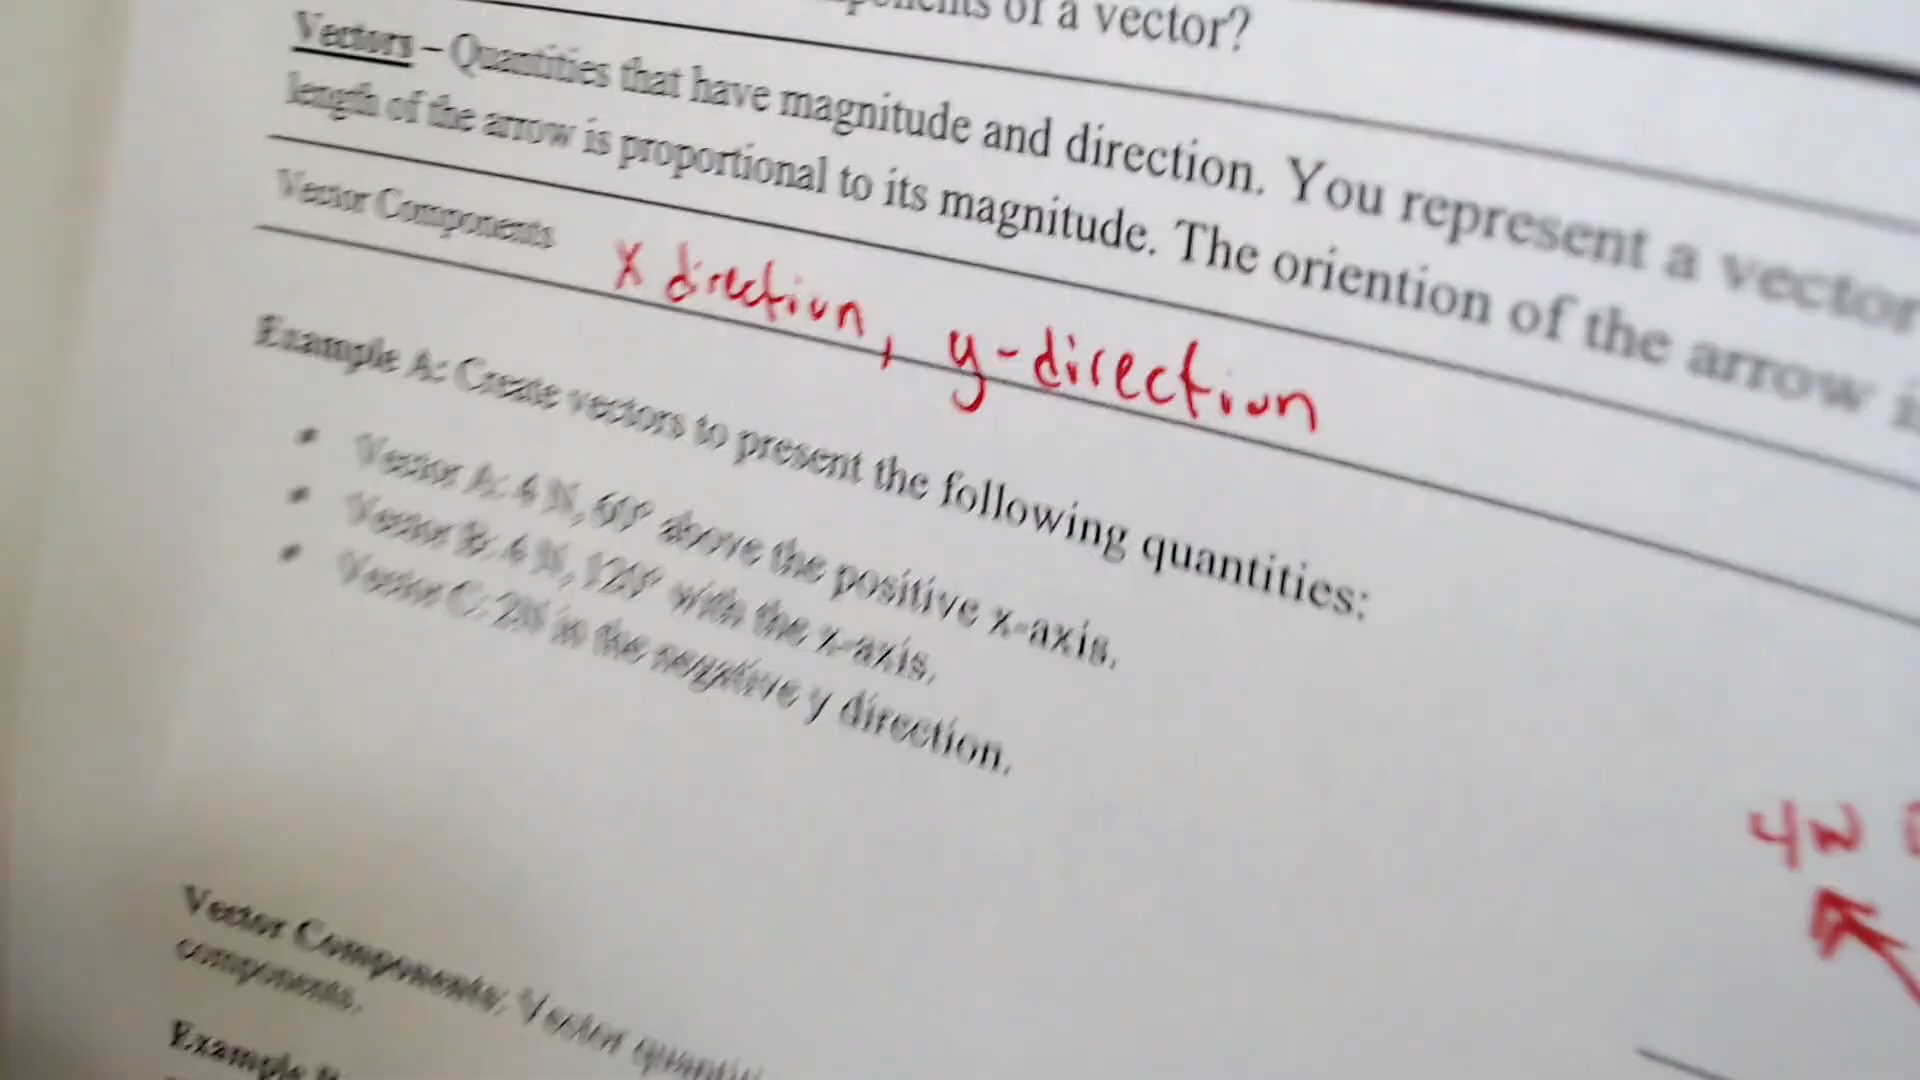 of a vector?
Vectors – Quantities that have magnitude and direction. You represent a vector
length of the arrow is proportional to its magnitude. The oriention of the arrow
Vector Components x direction, y-direction
Example A: Create vectors to present the following quantities:
• Vector A: 4 N, 60° above the positive x-axis.
• Vector B: 4 N, 120° with the x-axis.
• Vector C: 2N in the negative y direction.
4N
Vector Components: Vector
components.
Example